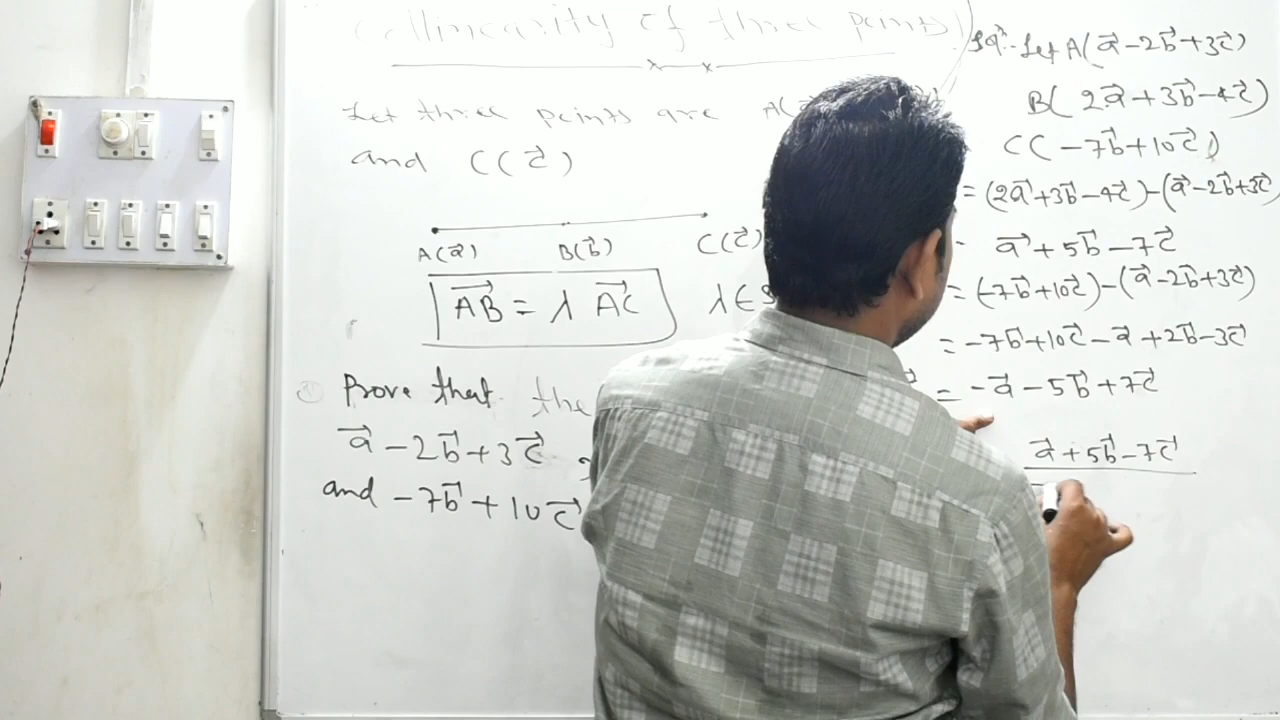 Collinearity of three points
Let three points are A(
and C(c⃗)
A(a⃗) B(b⃗) C(c⃗)
AB⃗ = λ AC⃗ λ ∈
Prove that the
a⃗ - 2b⃗ + 3c⃗
and - 7b⃗ + 10c⃗
Solⁿ:- Let A(a⃗ - 2b⃗ + 3c⃗)
B(2a⃗ + 3b⃗ - 4c⃗)
C(- 7b⃗ + 10c⃗)
= (2a⃗ + 3b⃗ - 4c⃗) - (a⃗ - 2b⃗ + 3c⃗
a⃗ + 5b⃗ - 7c⃗
= (-7b⃗ + 10c⃗) - (a⃗ - 2b⃗ + 3c⃗)
= -7b⃗ + 10c⃗ - a⃗ + 2b⃗ - 3c⃗
= -a⃗ - 5b⃗ + 7c⃗
a⃗ + 5b⃗ - 7c⃗